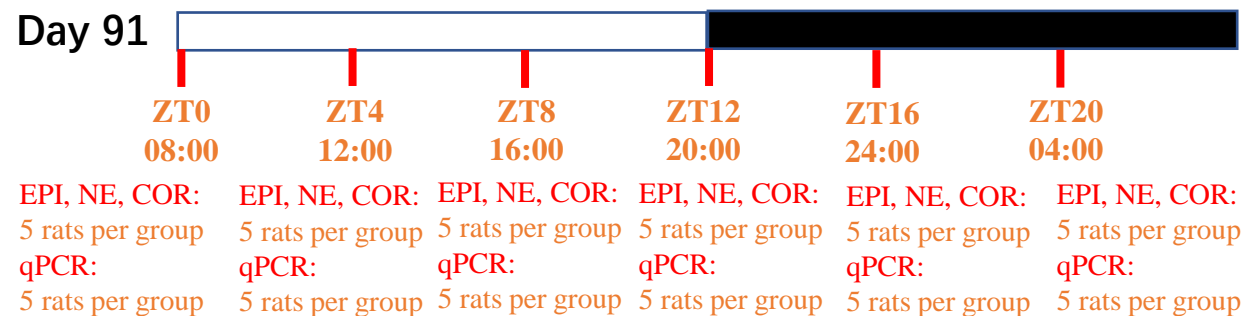 Day 91
ZT0 ZT4 ZT8 ZT12 ZT16 ZT20
08:00 12:00 16:00 20:00 24:00 04:00
EPI, NE, COR: EPI, NE, COR: EPI, NE, COR: EPI, NE, COR: EPI, NE, COR: EPI, NE, COR:
5 rats per group 5 rats per group 5 rats per group 5 rats per group 5 rats per group 5 rats per group
qPCR: qPCR: qPCR: qPCR: qPCR: qPCR:
5 rats per group 5 rats per group 5 rats per group 5 rats per group 5 rats per group 5 rats per group